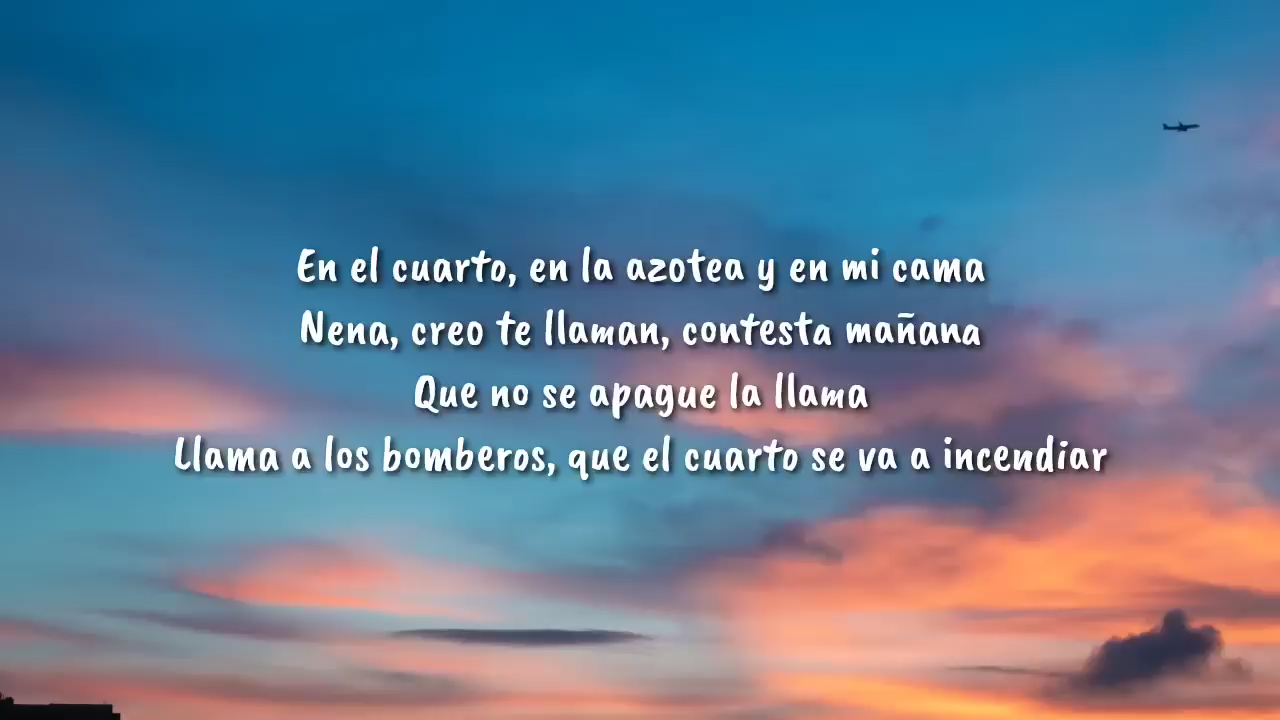 En el cuarto, en la azotea y en mi cama
Nena, creo te llaman, contesta mañana
Que no se apague la llama
Llama a los bomberos, que el cuarto se va a incendiar